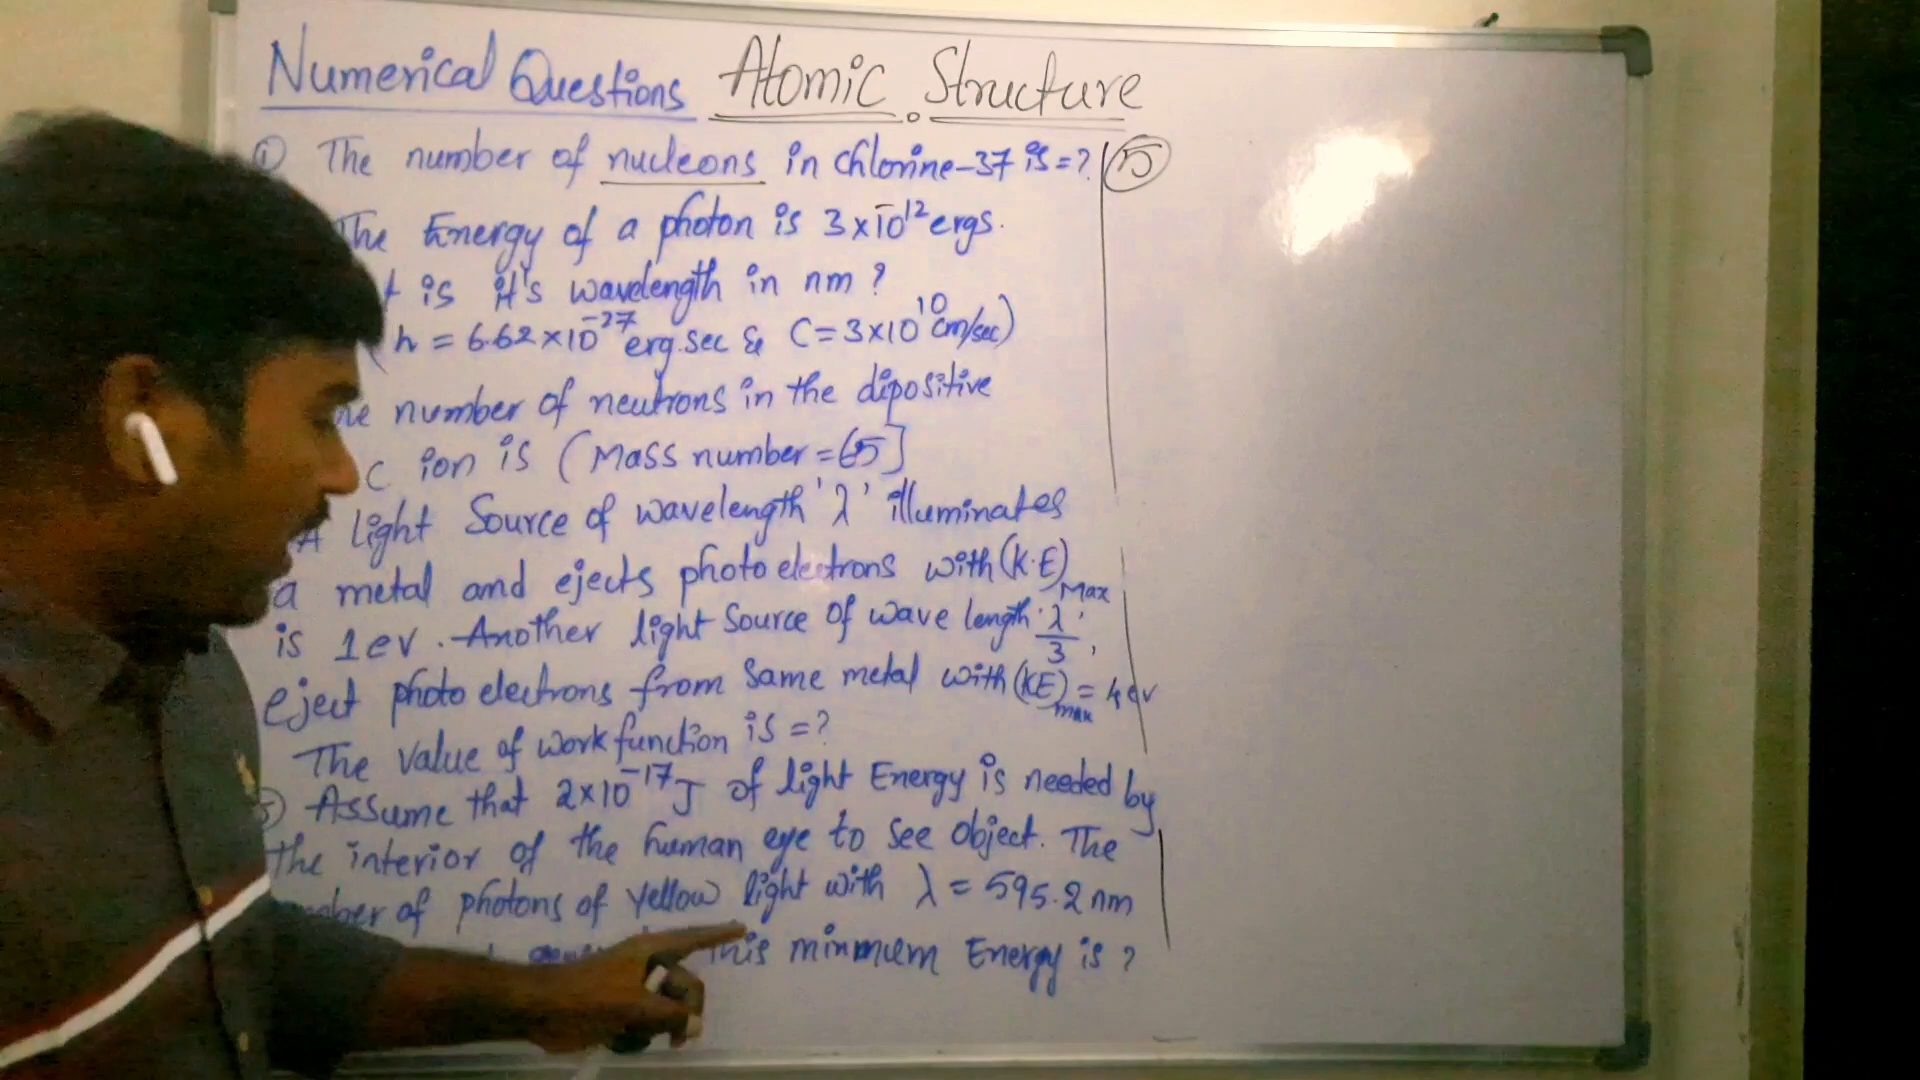 Numerical Questions Atomic Structure
① The number of nucleons in chlorine-37 is=? ⑤
The Energy of a photon is 3×10¯¹² ergs.
is it's wavelength in nm?
h = 6.62×10⁻²⁷ erg.sec & C=3×10¹⁰ cm/sec)
number of neutrons in the dipositive
C ion is (Mass number=65]
A light Source of wavelength 'λ' illuminates
a metal and ejects photo electrons with (K.E)Max
is 1ev. Another light Source of wave length 'λ/3',
eject photo electrons from Same metal with (KE)max = 4ev
The value of work function is =?
Assume that 2×10⁻¹⁷J of light Energy is needed by
the interior of the human eye to See object. The
of photons of yellow light with λ = 595.2 nm
this minmum Energy is?